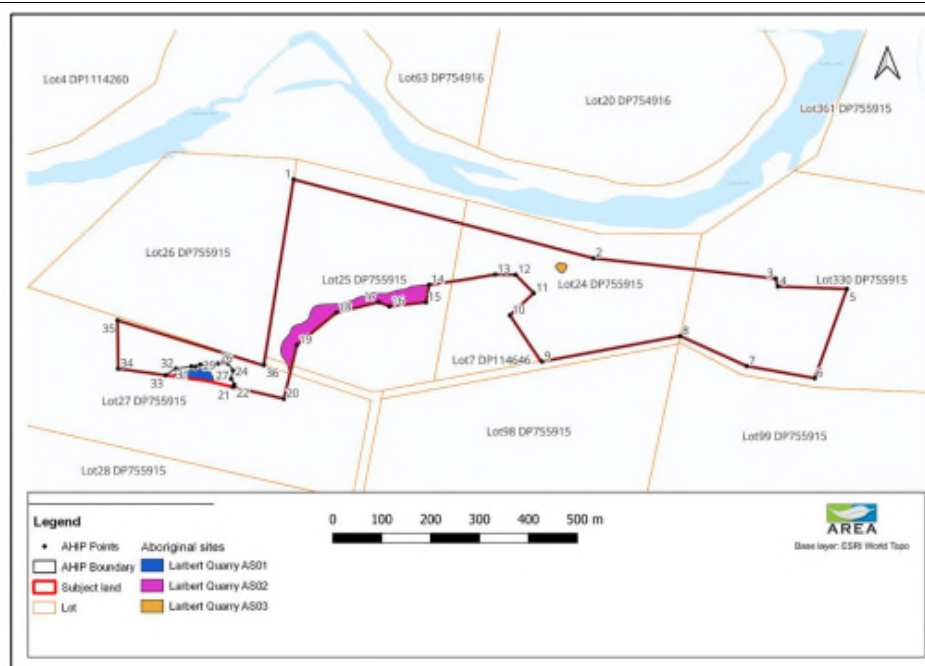 Lot4 DP1114260
Lot63 DP754916
Lot20 DP754916
Lot361 DP755915
1
Lot26 DP755915
2
Lot25 DP755915
13 12
3
4
Lot330 DP755915
5
14
Lot24 DP755915
11
17
16
15
18
10
35
19
8
Lot7 DP114646
9
7
34
32
29
36
24
33
27
6
Lot27 DP755915
21
22
20
Lot98 DP755915
Lot99 DP755915
Lot28 DP755915
Legend
AHIP Points
AHIP Boundary
Subject land
Lot
Aboriginal sites
Larbert Quarry AS01
Larbert Quarry AS02
Larbert Quarry AS03
0 100 200 300 400 500 m
AREA
Base layer: ESRI World Topo